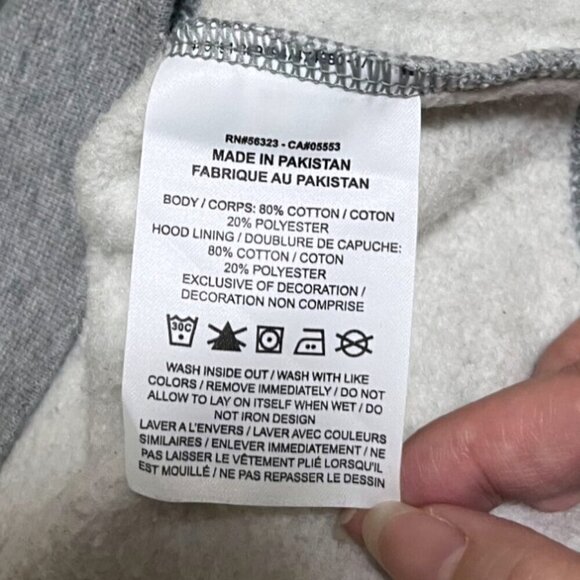 RN#56323 - CA#05553
MADE IN PAKISTAN
FABRIQUE AU PAKISTAN
BODY / CORPS: 80% COTTON / COTON
20% POLYESTER
HOOD LINING / DOUBLURE DE CAPUCHE:
80% COTTON / COTON
20% POLYESTER
EXCLUSIVE OF DECORATION /
DECORATION NON COMPRISE
30C
WASH INSIDE OUT / WASH WITH LIKE
COLORS / REMOVE IMMEDIATELY / DO NOT
ALLOW TO LAY ON ITSELF WHEN WET / DO
NOT IRON DESIGN
LAVER A L'ENVERS / LAVER AVEC COULEURS
SIMILAIRES / ENLEVER IMMEDIATEMENT / NE
PAS LAISSER LE VÊTEMENT PLIÉ LORSQU'IL
EST MOUILLÉ / NE PAS REPASSER LE DESSIN